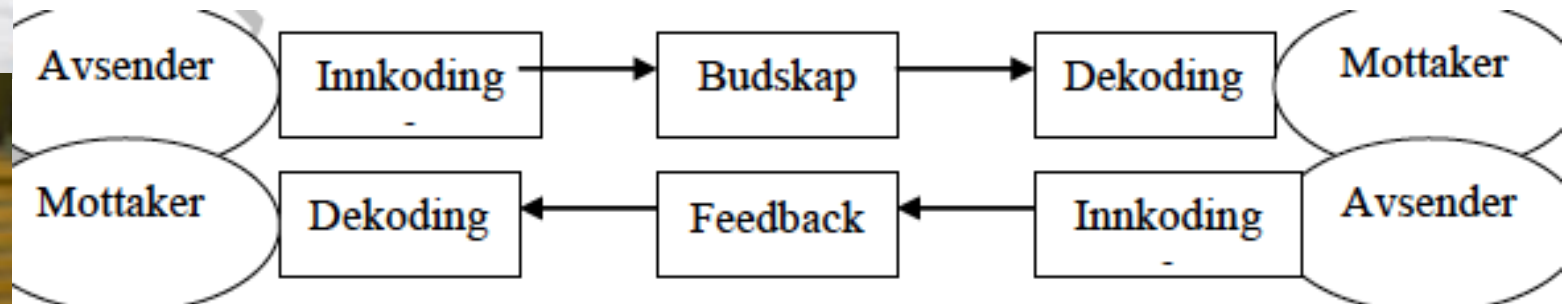 Avsender Innkoding Budskap Dekoding Mottaker
-
Mottaker Dekoding Feedback Innkoding Avsender
-